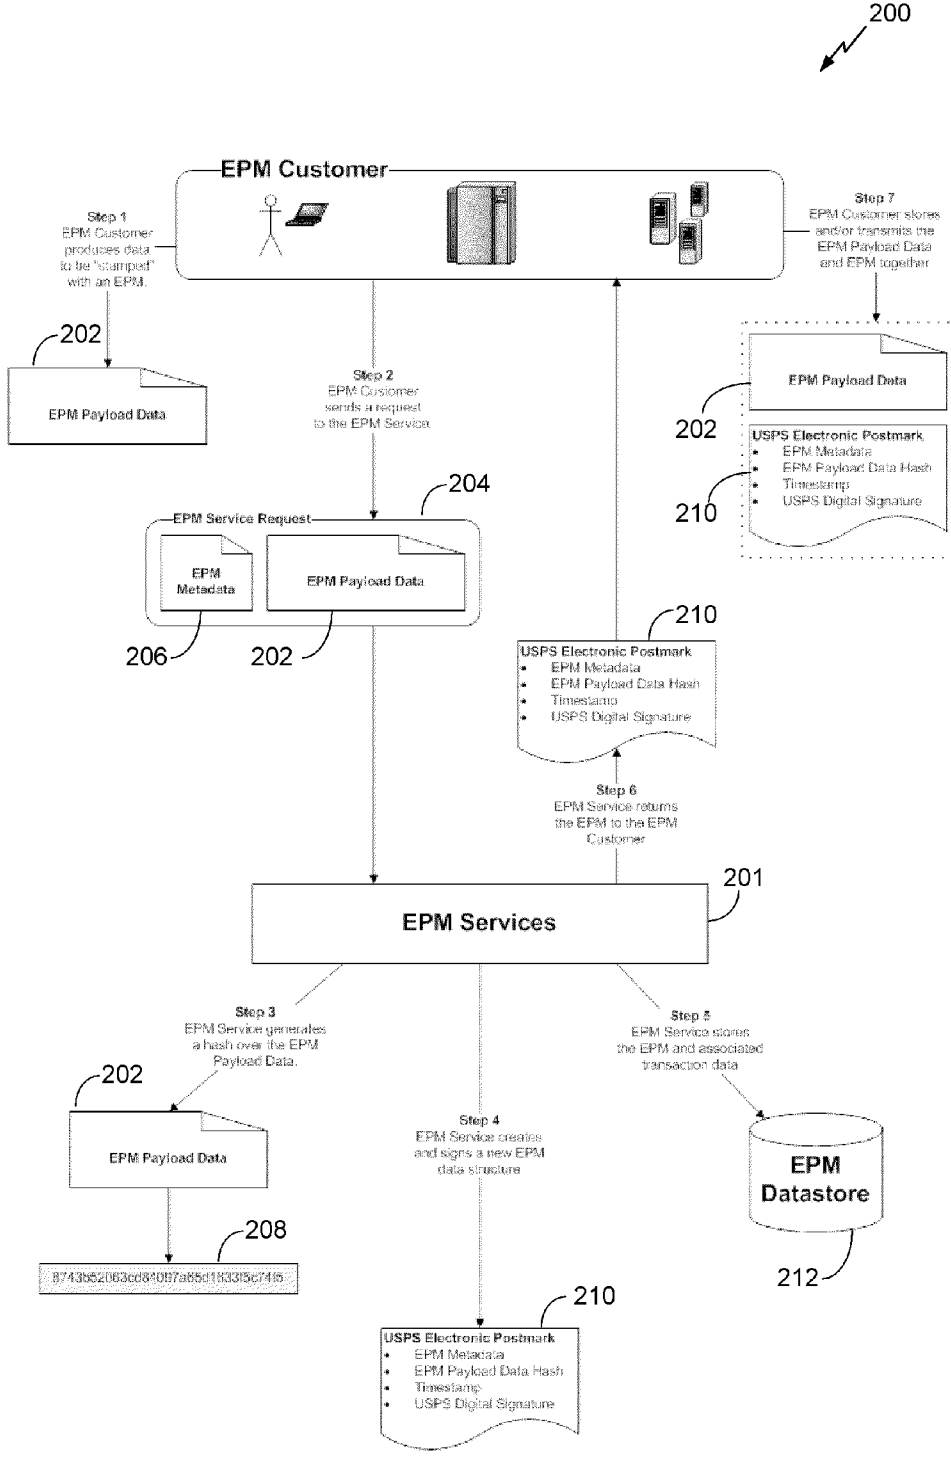 200
EPM Customer
Step 1
EPM Customer
produces data
to be "stamped"
with an EPM.
Step 7
EPM Customer stores
and/or transmits the
EPM Payload Data
and EPM together
202
EPM Payload Data
Step 2
EPM Customer
sends a request
to the EPM Service
EPM Payload Data
202
USPS Electronic Postmark
• EPM Metadata
• EPM Payload Data Hash
• Timestamp
• USPS Digital Signature
210
204
EPM Service Request
EPM
Metadata
EPM Payload Data
206
202
210
USPS Electronic Postmark
• EPM Metadata
• EPM Payload Data Hash
• Timestamp
• USPS Digital Signature
Step 6
EPM Service returns
the EPM to the EPM
Customer
201
EPM Services
Step 3
EPM Service generates
a hash over the EPM
Payload Data.
Step 5
EPM Service stores
the EPM and associated
transaction data
202
EPM Payload Data
Step 4
EPM Service creates
and signs a new EPM
data structure
EPM
Datastore
208
212
210
USPS Electronic Postmark
• EPM Metadata
• EPM Payload Data Hash
• Timestamp
• USPS Digital Signature